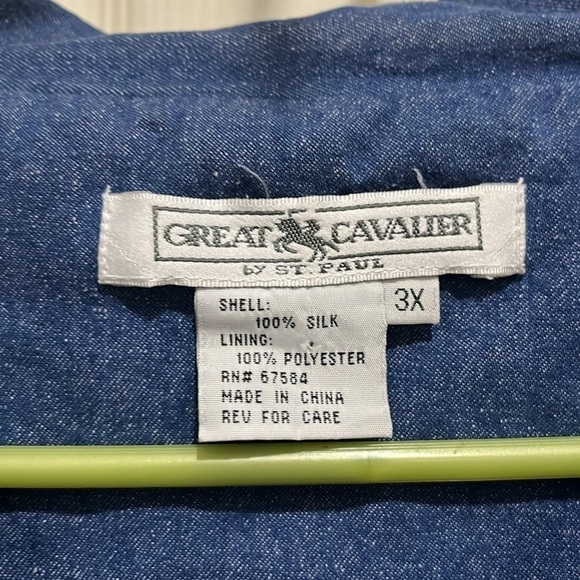 GREAT CAVALIER
by ST. PAUL
3X
SHELL:
100% SILK
LINING:
100% POLYESTER
RN# 67584
MADE IN CHINA
REV FOR CARE